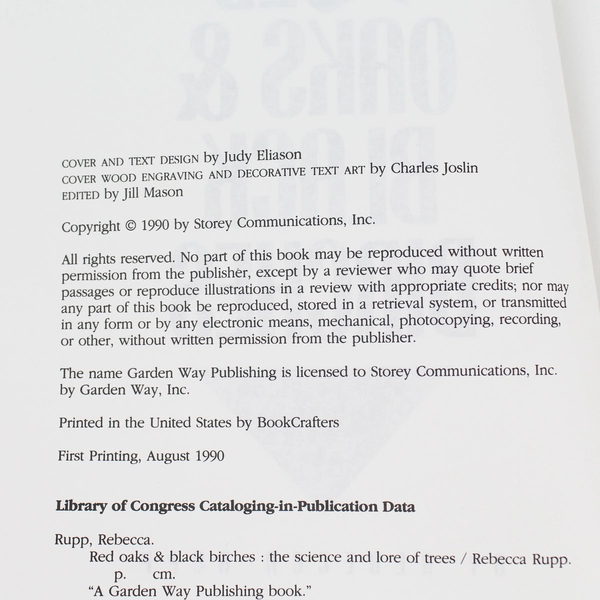 COVER AND TEXT DESIGN by Judy Eliason
COVER WOOD ENGRAVING AND DECORATIVE TEXT ART by Charles Joslin
EDITED by Jill Mason
Copyright © 1990 by Storey Communications, Inc.
All rights reserved. No part of this book may be reproduced without written
permission from the publisher, except by a reviewer who may quote brief
passages or reproduce illustrations in a review with appropriate credits; nor may
any part of this book be reproduced, stored in a retrieval system, or transmitted
in any form or by any electronic means, mechanical, photocopying, recording,
or other, without written permission from the publisher.
The name Garden Way Publishing is licensed to Storey Communications, Inc.
by Garden Way, Inc.
Printed in the United States by BookCrafters
First Printing, August 1990
Library of Congress Cataloging-in-Publication Data
Rupp, Rebecca.
Red oaks & black birches : the science and lore of trees / Rebecca Rupp.
p. cm.
"A Garden Way Publishing book."